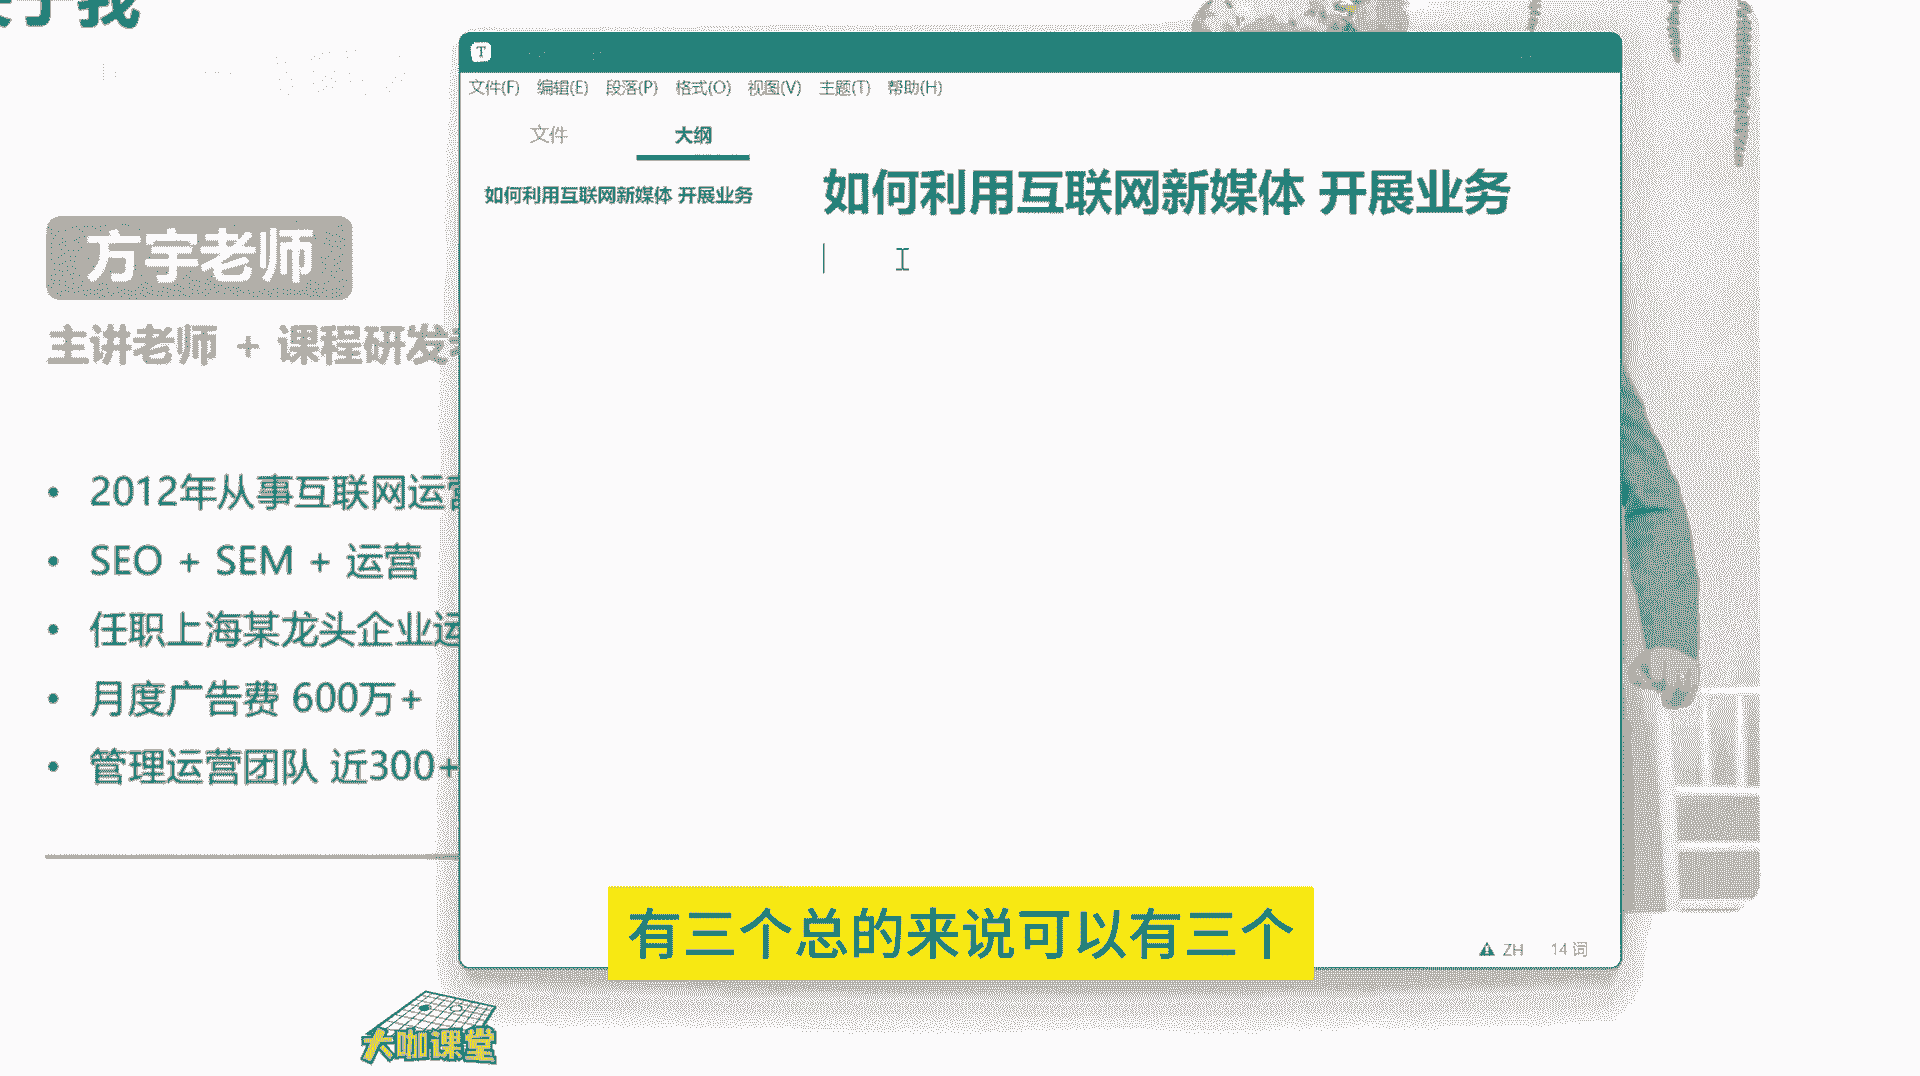 方宇老师
主讲老师 + 课程研发
• 2012年从事互联网运营
• SEO + SEM + 运营
• 任职上海某龙头企业运
• 月度广告费 600万+
• 管理运营团队 近300+
T
文件(F) 编辑(E) 段落(P) 格式(O) 视图(V) 主题(T) 帮助(H)
文件 大纲
如何利用互联网新媒体 开展业务
如何利用互联网新媒体 开展业务
有三个总的来说可以有三个
ZH 14 词
大咖课堂